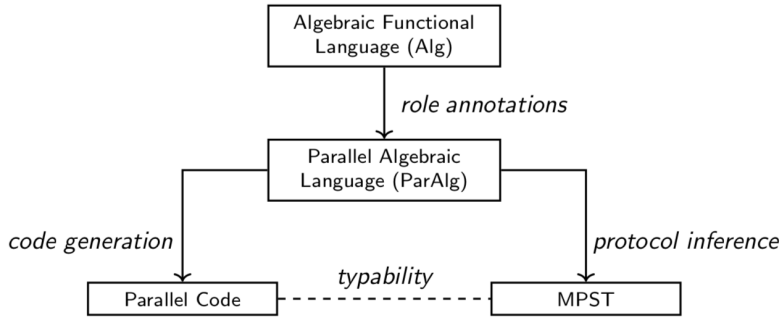 Algebraic Functional
Language (Alg)
role annotations
Parallel Algebraic
Language (ParAlg)
code generation
protocol inference
typability
Parallel Code
MPST